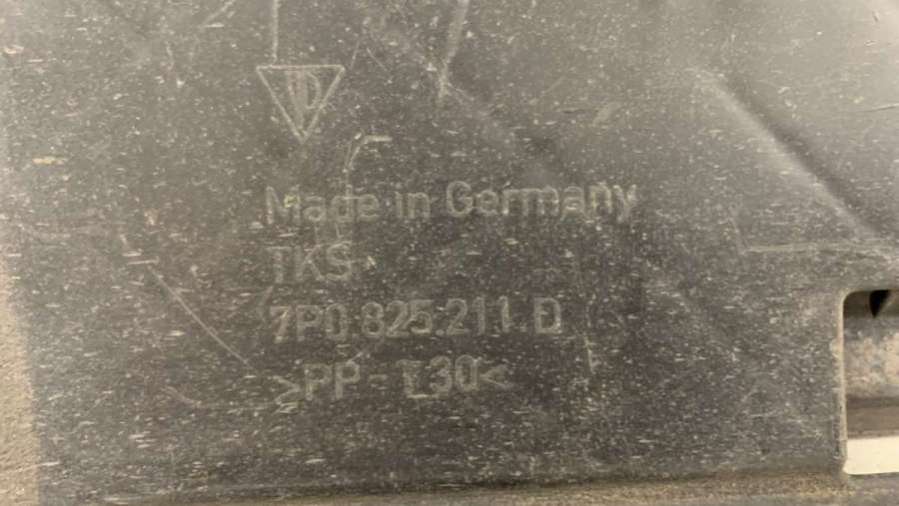 Made in Germany
TKS
7P0.825.211.D
>PP-T30<